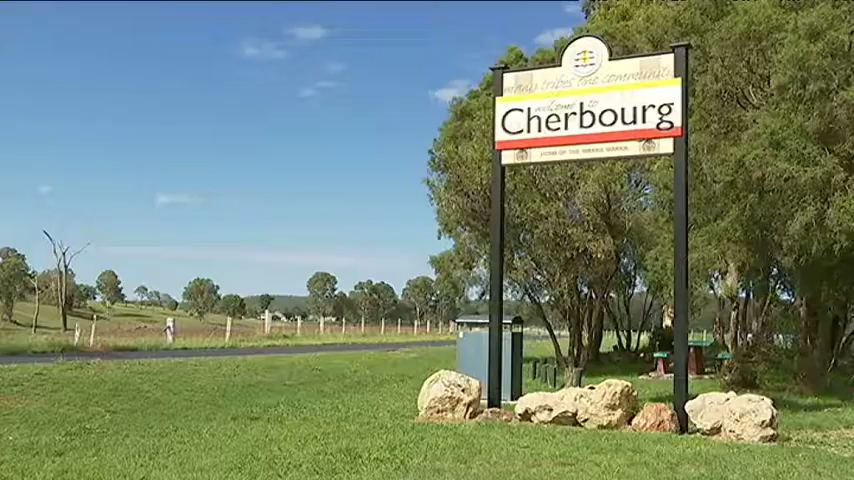 many tribes one community
welcome to
Cherbourg
HOME OF THE WAKKA WAKKA